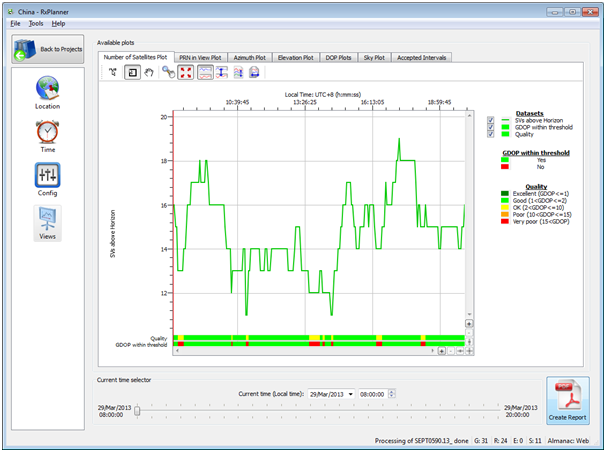 China - RxPlanner
File Tools Help
Back to Projects
Location
Time
Config
Views
Available plots
Number of Satellites Plot PRN in View Plot Azimuth Plot Elevation Plot DOP Plots Sky Plot Accepted Intervals
Local Time: UTC+8 (h:mm:ss)
10:39:45 13:26:25 16:13:05 18:59:45
20
18
16
14
12
SVs above Horizon
Quality
GDOP within threshold
Datasets
SVs above Horizon
GDOP within threshold
Quality
GDOP within threshold
Yes
No
Quality
Excellent (GDOP<=1)
Good (1<GDOP<=2)
OK (2<GDOP<=10)
Poor (10<GDOP<=15)
Very poor (15<GDOP)
Current time selector
Current time (Local time): 29/Mar/2013 08:00:00
29/Mar/2013
08:00:00
29/Mar/2013
20:00:00
PDF
Create Report
Processing of SEPT0590.13_ done G: 31 R: 24 E: 0 S: 11 Almanac: Web